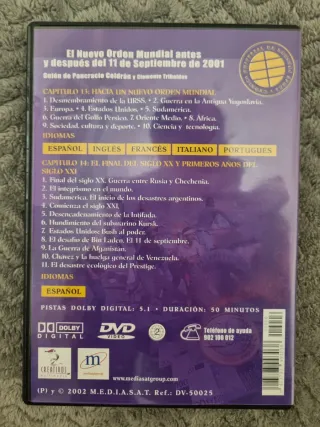 El Nuevo Orden Mundial antes
y después del 11 de Septiembre de 2001
Guión de Pancracio Celdrán y Clemente Tribaldos
CAPITULO 13: HACIA UN NUEVO ORDEN MUNDIAL
1. Desmembramiento de la URSS. • 2. Guerra en la Antigua Yugoslavia.
3. Europa. • 4. Estados Unidos. • 5. Sudamerica.
6. Guerra del Golfo Pérsico. 7. Oriente Medio. • 8. África.
9. Sociedad, cultura y deporte. • 10. Ciencia y tecnología.
IDIOMAS
ESPAÑOL INGLÉS FRANCÉS ITALIANO PORTUGUÉS
CAPITULO 14: EL FINAL DEL SIGLO XX Y PRIMEROS AÑOS DEL
SIGLO XXI
1. Final del siglo XX. Guerra entre Rusia y Chechenia.
2. El integrismo en el mundo.
3. Sudamerica. El inicio de los desastres argentinos.
4. Comienza el siglo XXI.
5. Desencadenamiento de la Intifada.
6. Hundimiento del submarino Kursk.
7. Estados Unidos: Bush al poder.
8. El desafío de Bin Laden. El 11 de septiembre.
9. La Guerra de Afganistan.
10. Chavez y la huelga general de Venezuela.
11. El desastre ecológico del Prestige.
IDIOMAS
ESPAÑOL
PISTAS DOLBY DIGITAL: 5.1 • DURACIÓN: 50 MINUTOS
DOLBY
DIGITAL
DVD
VIDEO
2
Teléfono de ayuda
902 100 012
m
www.mediasatgroup.com
(P) y © 2002 M.E.D.I.A.S.A.T. Ref.: DV-50025